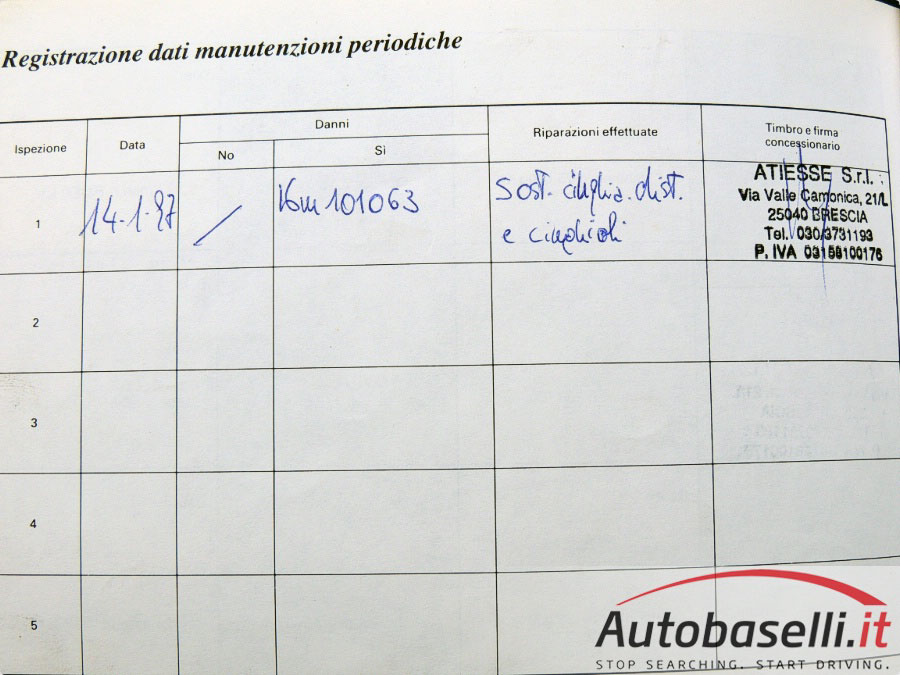 Registrazione dati manutenzioni periodiche
Ispezione
Data
Danni
No
Si
Riparazioni effettuate
Timbro e firma
concessionario
1
14-1-97
Km 101063
Sost. cinghia. dist.
e cinghioli
ATIESSE S.r.l.
Via Valle Camonica, 21/L
25040 BRESCIA
Tel. 030/3731193
P. IVA 03158100176
2
3
4
5
Autobaselli.it
STOP SEARCHING. START DRIVING.